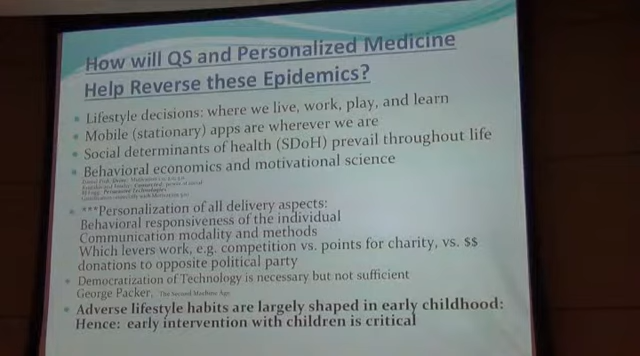 How will QS and Personalized Medicine
Help Reverse these Epidemics?
Lifestyle decisions: where we live, work, play, and learn
Mobile (stationary) apps are wherever we are
Social determinants of health (SDoH) prevail throughout life
Behavioral economics and motivational science
***Personalization of all delivery aspects:
Behavioral responsiveness of the individual
Communication modality and methods
Which levers work, e.g. competition vs. points for charity, vs. $$
donations to opposite political party
Democratization of Technology is necessary but not sufficient
George Packer, The Second Machine Age
Adverse lifestyle habits are largely shaped in early childhood:
Hence: early intervention with children is critical